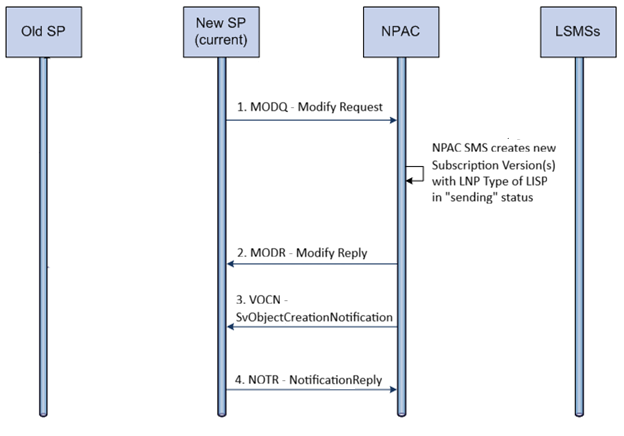 Old SP
New SP
(current)
NPAC
LSMSs
1. MODQ - Modify Request
NPAC SMS creates new
Subscription Version(s)
with LNP Type of LISP
in "sending" status
2. MODR - Modify Reply
3. VOCN -
SvObjectCreationNotification
4. NOTR - NotificationReply